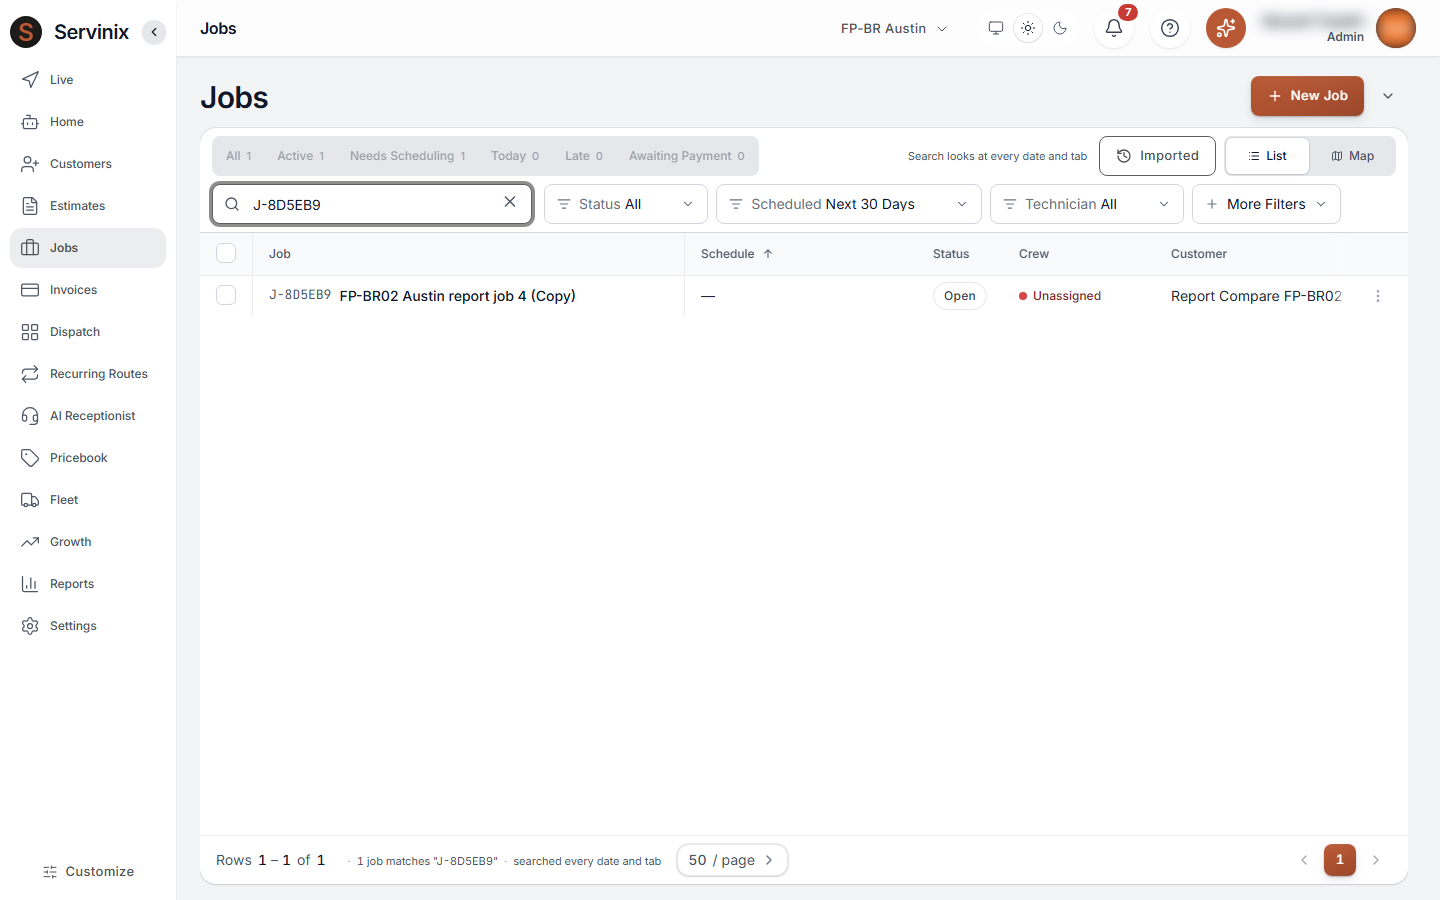 S Servinix
Live
Home
Customers
Estimates
Jobs
Invoices
Dispatch
Recurring Routes
AI Receptionist
Pricebook
Fleet
Growth
Reports
Settings
Customize
Jobs
FP-BR Austin
7
Admin
Jobs
New Job
All 1 Active 1 Needs Scheduling 1 Today 0 Late 0 Awaiting Payment 0
Search looks at every date and tab
Imported
List
Map
J-8D5EB9
Status All
Scheduled Next 30 Days
Technician All
More Filters
Job Schedule Status Crew Customer
J-8D5EB9 FP-BR02 Austin report job 4 (Copy) — Open Unassigned Report Compare FP-BR02
Rows 1 – 1 of 1 · 1 job matches "J-8D5EB9" · searched every date and tab 50 / page 1